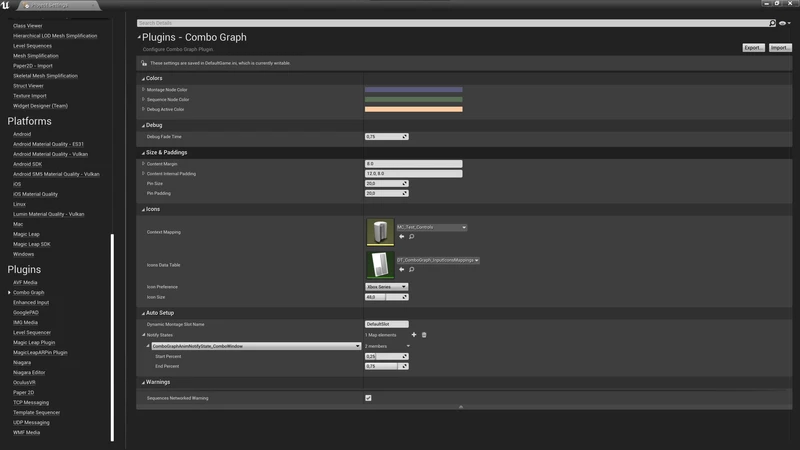 Project Settings
Search Details
Class Viewer
Hierarchical LOD Mesh Simplification
Level Sequences
Mesh Simplification
Paper2D - Import
Skeletal Mesh Simplification
Struct Viewer
Texture Import
Widget Designer (Team)
Platforms
Android
Android Material Quality - ES31
Android Material Quality - Vulkan
Android SDK
Android SM5 Material Quality - Vulkan
iOS
iOS Material Quality
Linux
Lumin Material Quality - Vulkan
Mac
Magic Leap
Magic Leap SDK
Windows
Plugins
AVF Media
Combo Graph
Enhanced Input
GooglePAD
IMG Media
Level Sequencer
Magic Leap Plugin
MagicLeapARPin Plugin
Niagara
Niagara Editor
OculusVR
Paper 2D
TCP Messaging
Template Sequencer
UDP Messaging
WMF Media
Plugins - Combo Graph
Configure Combo Graph Plugin
Export...
Import...
These settings are saved in DefaultGame.ini, which is currently writable.
Colors
Montage Node Color
Sequence Node Color
Debug Active Color
Debug
Debug Fade Time
0,75
Size & Paddings
Content Margin
8.0
Content Internal Padding
12.0, 8.0
Pin Size
20,0
Pin Padding
20,0
Icons
Context Mapping
MC_Test_Controls
Icons Data Table
DT_ComboGraph_InputIconsMappings
Icon Preference
Xbox Series
Icon Size
48,0
Auto Setup
Dynamic Montage Slot Name
DefaultSlot
Notify States
1 Map elements
ComboGraphAnimNotifyState_ComboWindow
2 members
Start Percent
0,25
End Percent
0,75
Warnings
Sequences Networked Warning